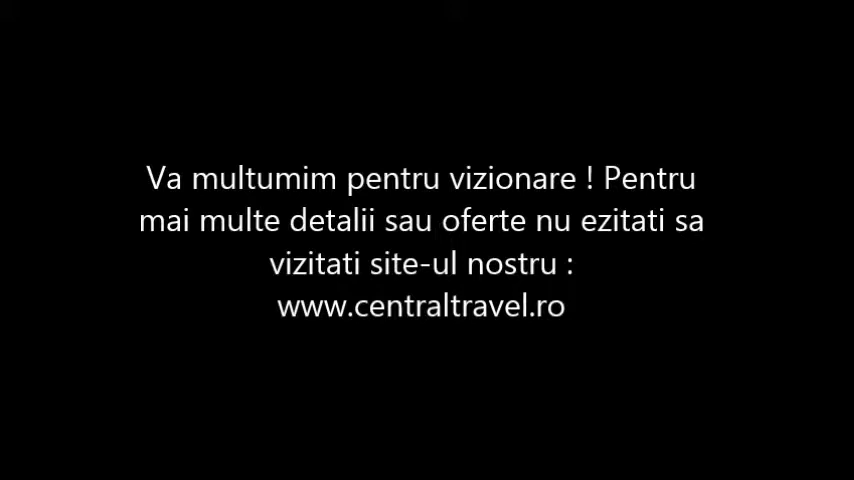 Va multumim pentru vizionare ! Pentru
mai multe detalii sau oferte nu ezitati sa
vizitati site-ul nostru :
www.centraltravel.ro